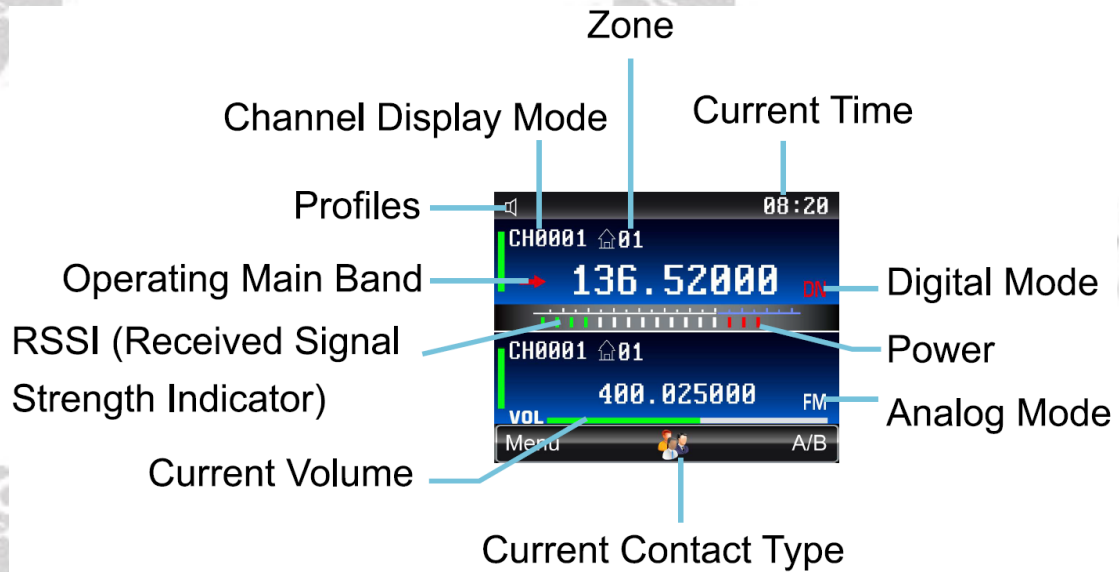 Zone
Channel Display Mode
Current Time
Profiles
08:20
CH0001 01
Operating Main Band
136.52000
DN
Digital Mode
RSSI (Received Signal
Strength Indicator)
Power
CH0001 01
400.025000
FM
Analog Mode
VOL
Menu
A/B
Current Volume
Current Contact Type